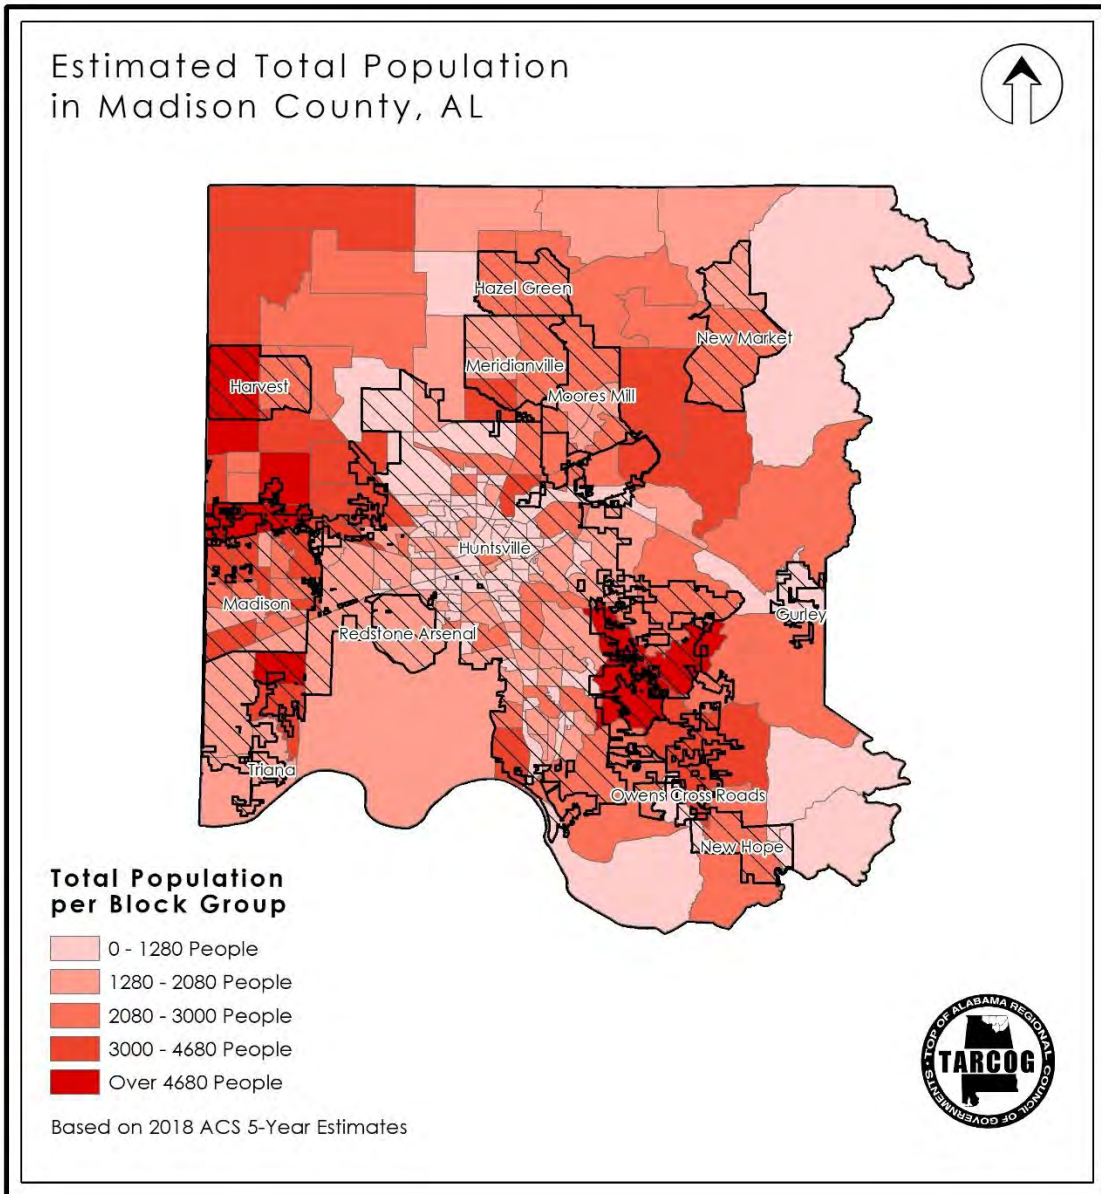 Estimated Total Population
in Madison County, AL
Hazel Green
New Market
Meridianville
Harvest
Moores Mill
Huntsville
Madison
Gurley
Redstone Arsenal
Triana
Owens Cross Roads
New Hope
Total Population
per Block Group
0 - 1280 People
1280 - 2080 People
2080 - 3000 People
3000 - 4680 People
Over 4680 People
Based on 2018 ACS 5-Year Estimates
TOP OF ALABAMA REGIONAL
TARCOG
COUNCIL OF GOVERNMENTS